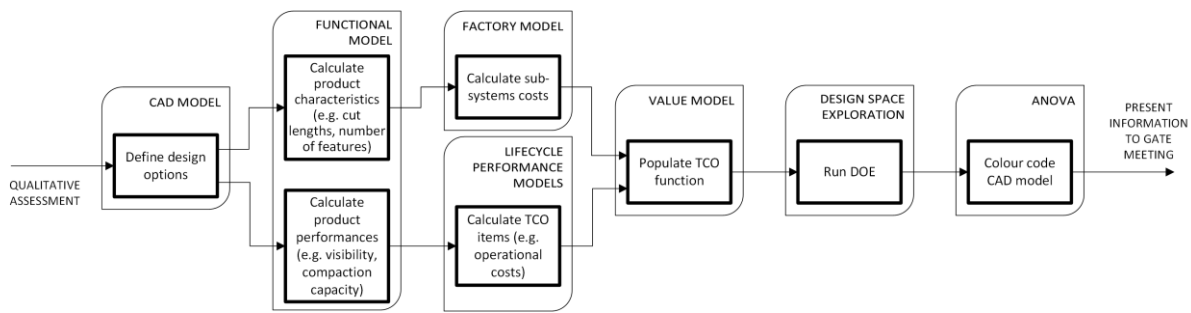 QUALITATIVE
ASSESSMENT
CAD MODEL
Define design
options
FUNCTIONAL
MODEL
Calculate
product
characteristics
(e.g. cut
lengths, number
of features)
Calculate
product
performances
(e.g. visibility,
compaction
capacity)
FACTORY MODEL
Calculate sub-
systems costs
LIFECYCLE
PERFORMANCE
MODELS
Calculate TCO
items (e.g.
operational
costs)
VALUE MODEL
Populate TCO
function
DESIGN SPACE
EXPLORATION
Run DOE
ANOVA
Colour code
CAD model
PRESENT
INFORMATION
TO GATE
MEETING